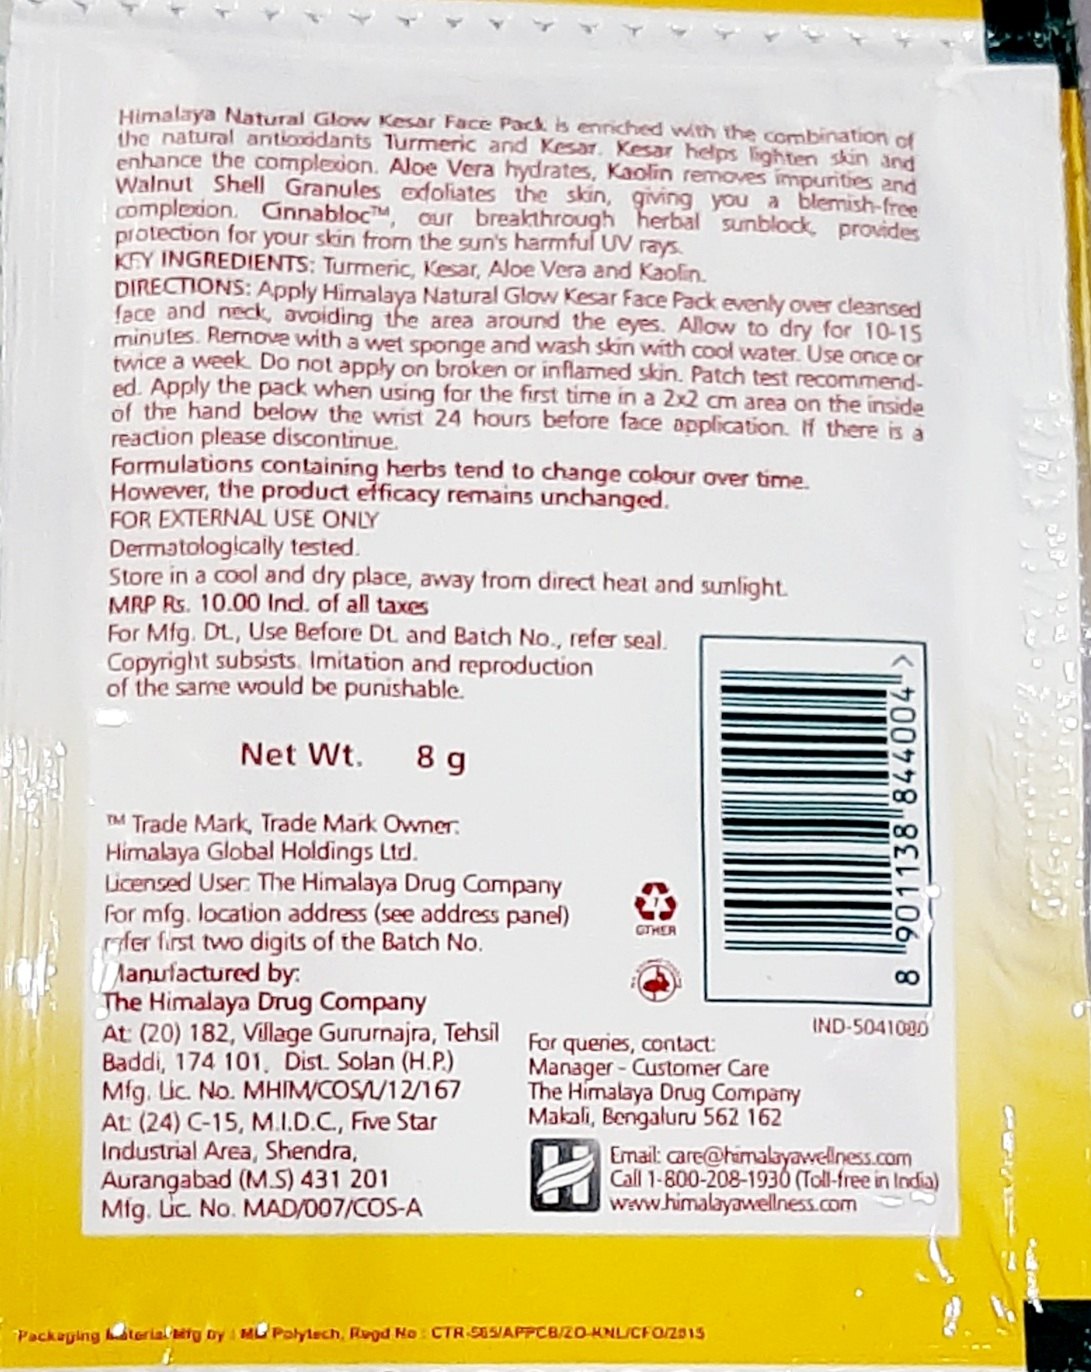 Himalaya Natural Glow Kesar Face Pack is enriched with the combination of
the natural antioxidants Turmeric and Kesar. Kesar helps lighten skin and
enhance the complexion. Aloe Vera hydrates, Kaolin removes impurities and
Walnut Shell Granules exfoliates the skin, giving you a blemish-free
complexion. Cinnabloc™, our breakthrough herbal sunblock, provides
protection for your skin from the sun's harmful UV rays.
KEY INGREDIENTS: Turmeric, Kesar, Aloe Vera and Kaolin.
DIRECTIONS: Apply Himalaya Natural Glow Kesar Face Pack evenly over cleansed
face and neck, avoiding the area around the eyes. Allow to dry for 10-15
minutes. Remove with a wet sponge and wash skin with cool water. Use once or
twice a week. Do not apply on broken or inflamed skin. Patch test recommend-
ed. Apply the pack when using for the first time in a 2x2 cm area on the inside
of the hand below the wrist 24 hours before face application. If there is a
reaction please discontinue.
Formulations containing herbs tend to change colour over time.
However, the product efficacy remains unchanged.
FOR EXTERNAL USE ONLY
Dermatologically tested.
Store in a cool and dry place, away from direct heat and sunlight.
MRP Rs. 10.00 Incl. of all taxes
For Mfg. Dt., Use Before Dt. and Batch No., refer seal.
Copyright subsists. Imitation and reproduction
of the same would be punishable.
Net Wt. 8 g
8 901138 844004 >
IND-5041080
™ Trade Mark, Trade Mark Owner:
Himalaya Global Holdings Ltd.
Licensed User: The Himalaya Drug Company
For mfg. location address (see address panel)
refer first two digits of the Batch No.
7
OTHER
Manufactured by:
The Himalaya Drug Company
At: (20) 182, Village Gurumajra, Tehsil
Baddi, 174 101, Dist. Solan (H.P.)
Mfg. Lic. No. MHIM/COS/L/12/167
At: (24) C-15, M.I.D.C., Five Star
Industrial Area, Shendra,
Aurangabad (M.S) 431 201
Mfg. Lic. No. MAD/007/COS-A
For queries, contact:
Manager - Customer Care
The Himalaya Drug Company
Makali, Bengaluru 562 162
Email: care@himalayawellness.com
Call 1-800-208-1930 (Toll-free in India)
www.himalayawellness.com
Packaging Material Mfg by : Polytech, Regd No : CTR-565/APPCB/ZO-KNL/CFO/2015